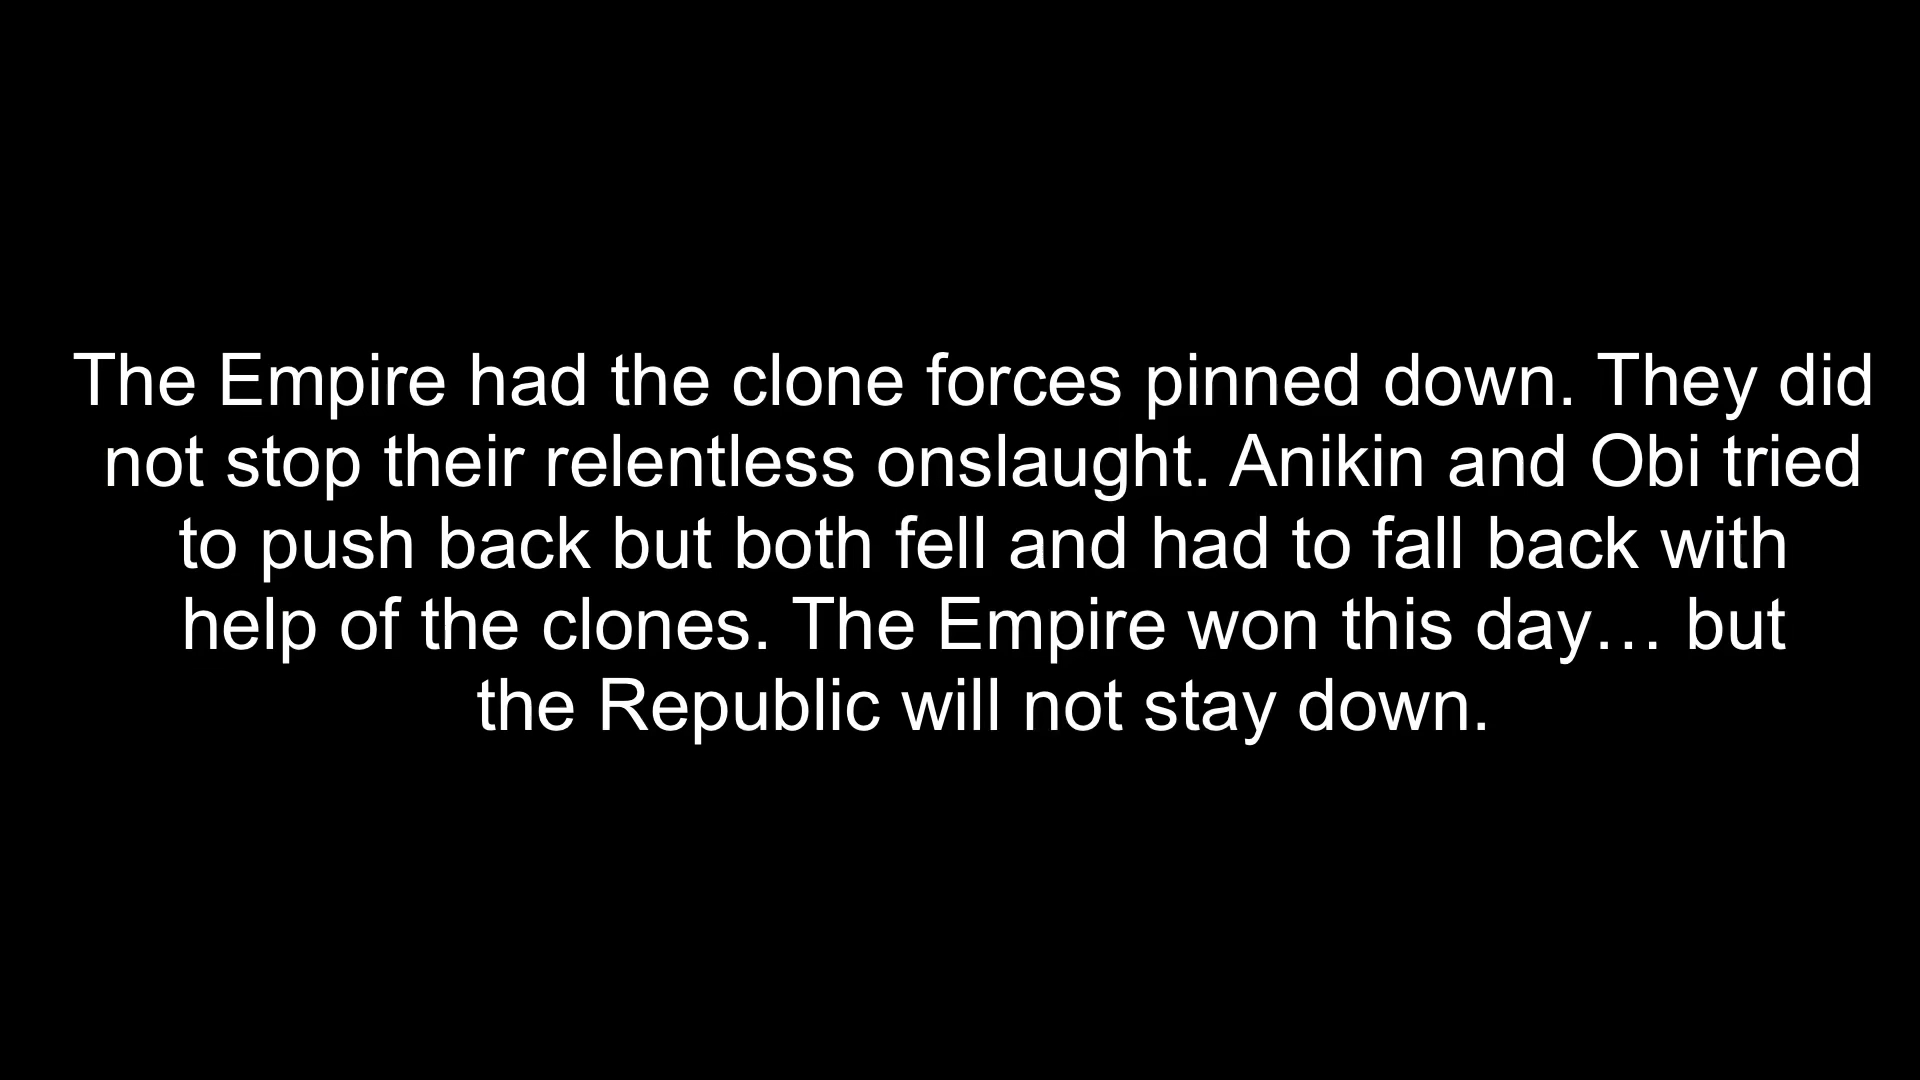 The Empire had the clone forces pinned down. They did
not stop their relentless onslaught. Anikin and Obi tried
to push back but both fell and had to fall back with
help of the clones. The Empire won this day… but
the Republic will not stay down.